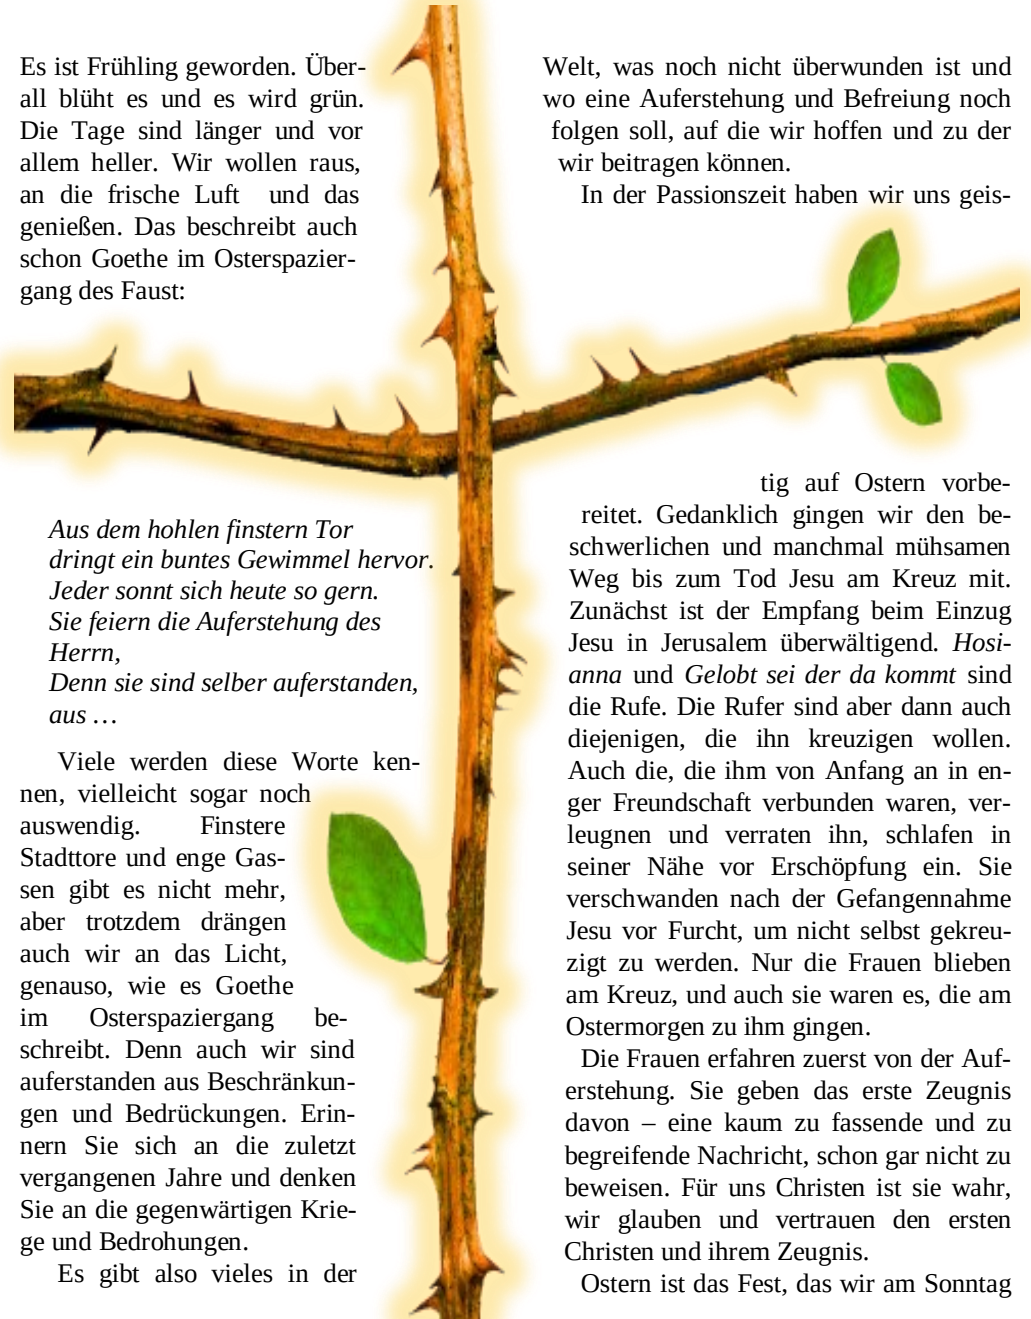 Es ist Frühling geworden. Über-
all blüht es und es wird grün.
Die Tage sind länger und vor
allem heller. Wir wollen raus,
an die frische Luft und das
genießen. Das beschreibt auch
schon Goethe im Osterspazier-
gang des Faust:
Aus dem hohlen finstern Tor
dringt ein buntes Gewimmel hervor.
Jeder sonnt sich heute so gern.
Sie feiern die Auferstehung des
Herrn,
Denn sie sind selber auferstanden,
aus …
Viele werden diese Worte ken-
nen, vielleicht sogar noch
auswendig. Finstere
Stadttore und enge Gas-
sen gibt es nicht mehr,
aber trotzdem drängen
auch wir an das Licht,
genauso, wie es Goethe
im Osterspaziergang be-
schreibt. Denn auch wir sind
auferstanden aus Beschränkun-
gen und Bedrückungen. Erin-
nern Sie sich an die zuletzt
vergangenen Jahre und denken
Sie an die gegenwärtigen Krie-
ge und Bedrohungen.
Es gibt also vieles in der
Welt, was noch nicht überwunden ist und
wo eine Auferstehung und Befreiung noch
folgen soll, auf die wir hoffen und zu der
wir beitragen können.
In der Passionszeit haben wir uns geis-
tig auf Ostern vorbe-
reitet. Gedanklich gingen wir den be-
schwerlichen und manchmal mühsamen
Weg bis zum Tod Jesu am Kreuz mit.
Zunächst ist der Empfang beim Einzug
Jesu in Jerusalem überwältigend. Hosi-
anna und Gelobt sei der da kommt sind
die Rufe. Die Rufer sind aber dann auch
diejenigen, die ihn kreuzigen wollen.
Auch die, die ihm von Anfang an in en-
ger Freundschaft verbunden waren, ver-
leugnen und verraten ihn, schlafen in
seiner Nähe vor Erschöpfung ein. Sie
verschwanden nach der Gefangennahme
Jesu vor Furcht, um nicht selbst gekreu-
zigt zu werden. Nur die Frauen blieben
am Kreuz, und auch sie waren es, die am
Ostermorgen zu ihm gingen.
Die Frauen erfahren zuerst von der Auf-
erstehung. Sie geben das erste Zeugnis
davon – eine kaum zu fassende und zu
begreifende Nachricht, schon gar nicht zu
beweisen. Für uns Christen ist sie wahr,
wir glauben und vertrauen den ersten
Christen und ihrem Zeugnis.
Ostern ist das Fest, das wir am Sonntag